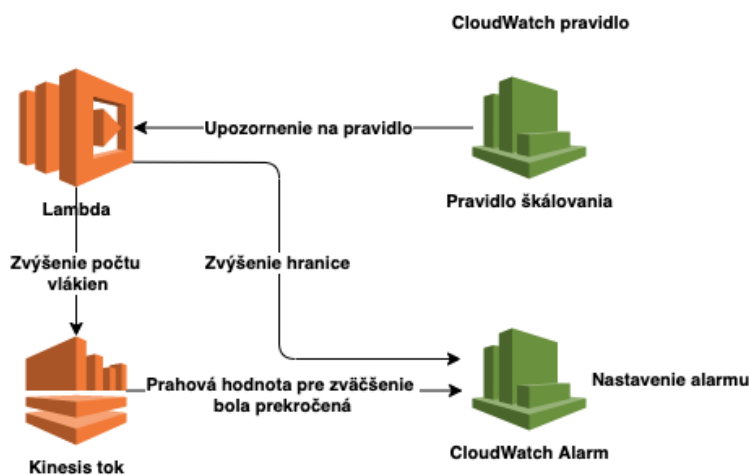 CloudWatch pravidlo
Upozornenie na pravidlo
Lambda
Pravidlo škálovania
Zvýšenie počtu
vlákien
Zvýšenie hranice
Prahová hodnota pre zväčšenie
bola prekročená
Nastavenie alarmu
Kinesis tok
CloudWatch Alarm